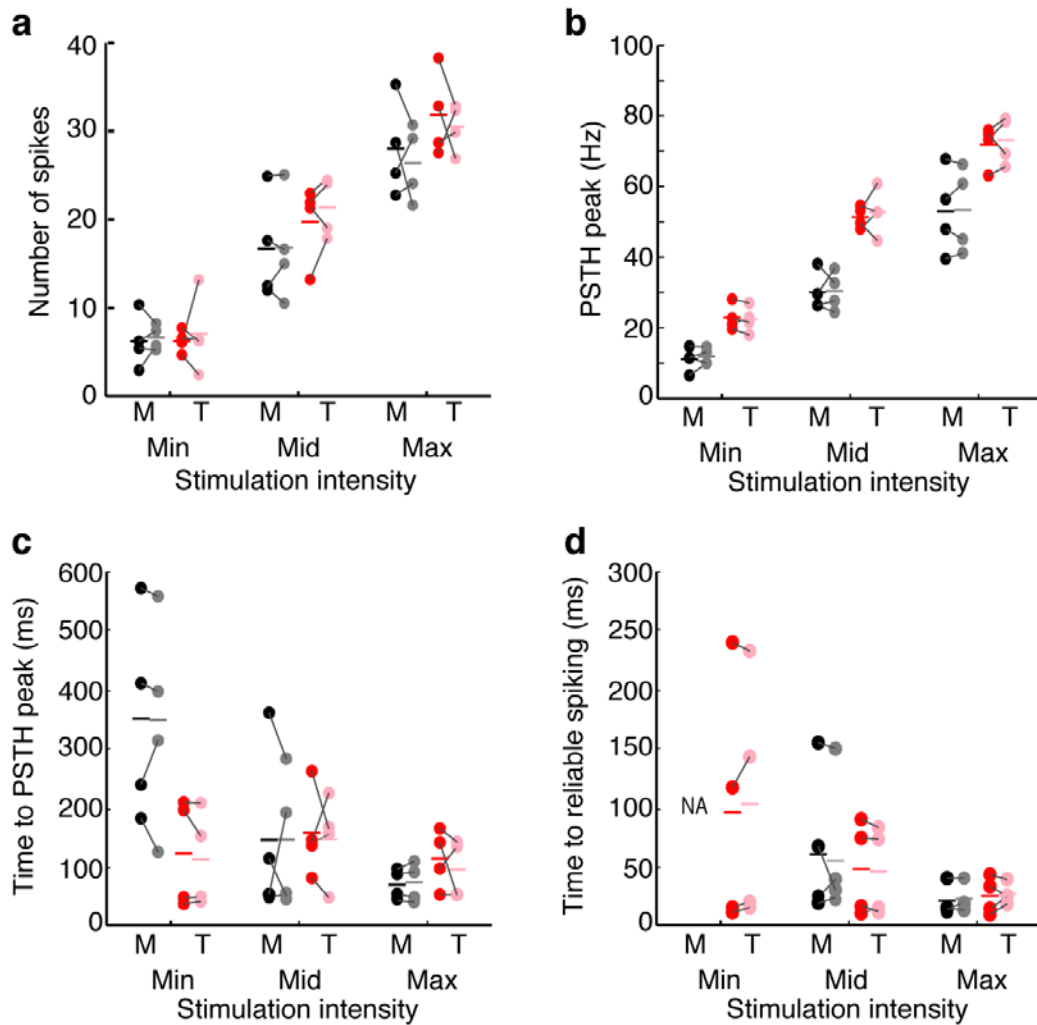 a
Number of spikes
40
30
20
10
0
M T M T M T
Min Mid Max
Stimulation intensity
b
PSTH peak (Hz)
100
80
60
40
20
0
M T M T M T
Min Mid Max
Stimulation intensity
c
Time to PSTH peak (ms)
600
500
400
300
200
100
0
M T M T M T
Min Mid Max
Stimulation intensity
d
Time to reliable spiking (ms)
300
250
200
150
100
50
0
NA
M T M T M T
Min Mid Max
Stimulation intensity